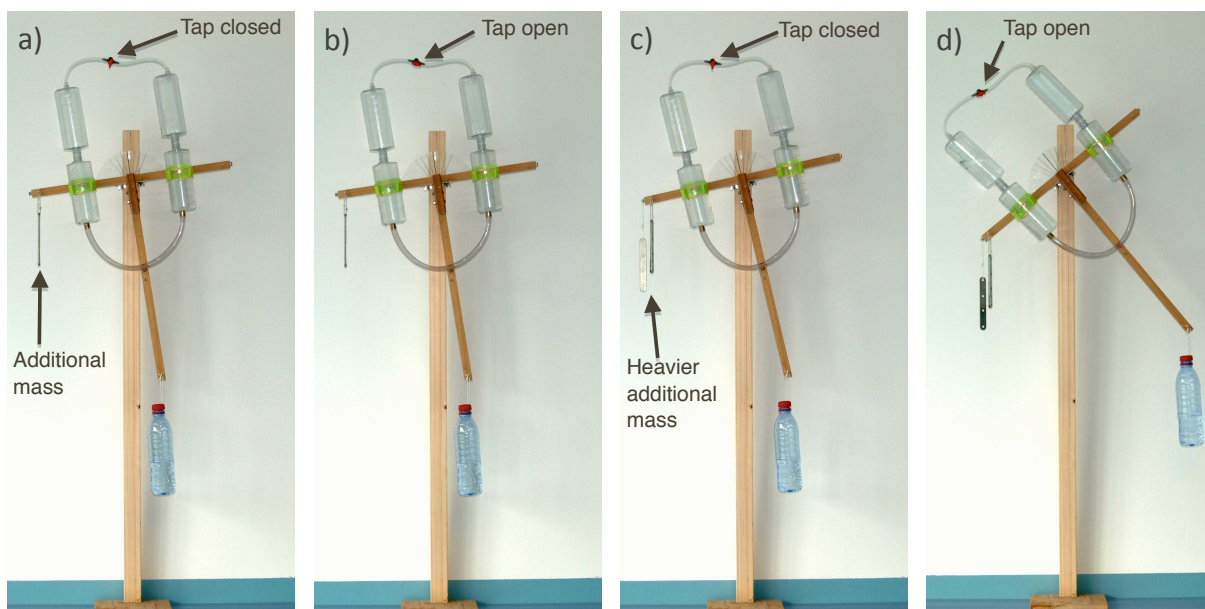 a)
Tap closed
Additional
mass
b)
Tap open
c)
Tap closed
Heavier
additional
mass
d)
Tap open